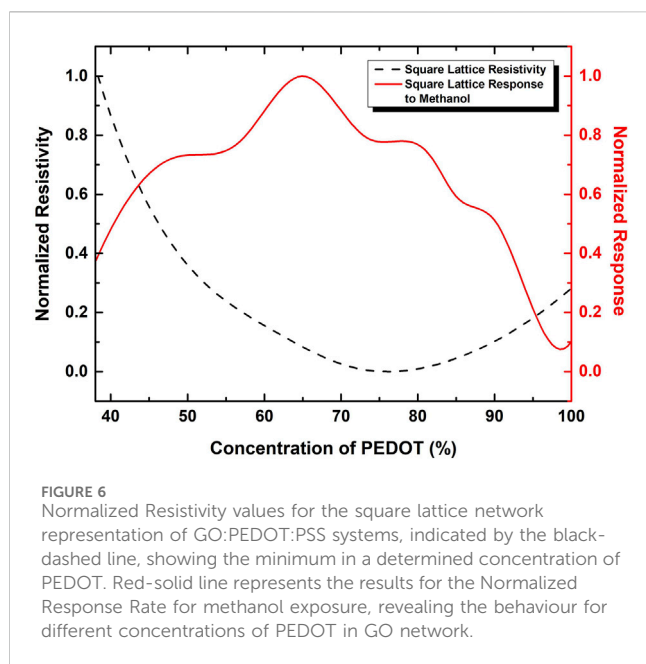 Square Lattice Resistivity
Square Lattice Response
to Methanol
Normalized Resistivity
1.0
0.8
0.6
0.4
0.2
0.0
Normalized Response
1.0
0.8
0.6
0.4
0.2
0.0
40 50 60 70 80 90 100
Concentration of PEDOT (%)
FIGURE 6
Normalized Resistivity values for the square lattice network
representation of GO:PEDOT:PSS systems, indicated by the black-
dashed line, showing the minimum in a determined concentration of
PEDOT. Red-solid line represents the results for the Normalized
Response Rate for methanol exposure, revealing the behaviour for
different concentrations of PEDOT in GO network.